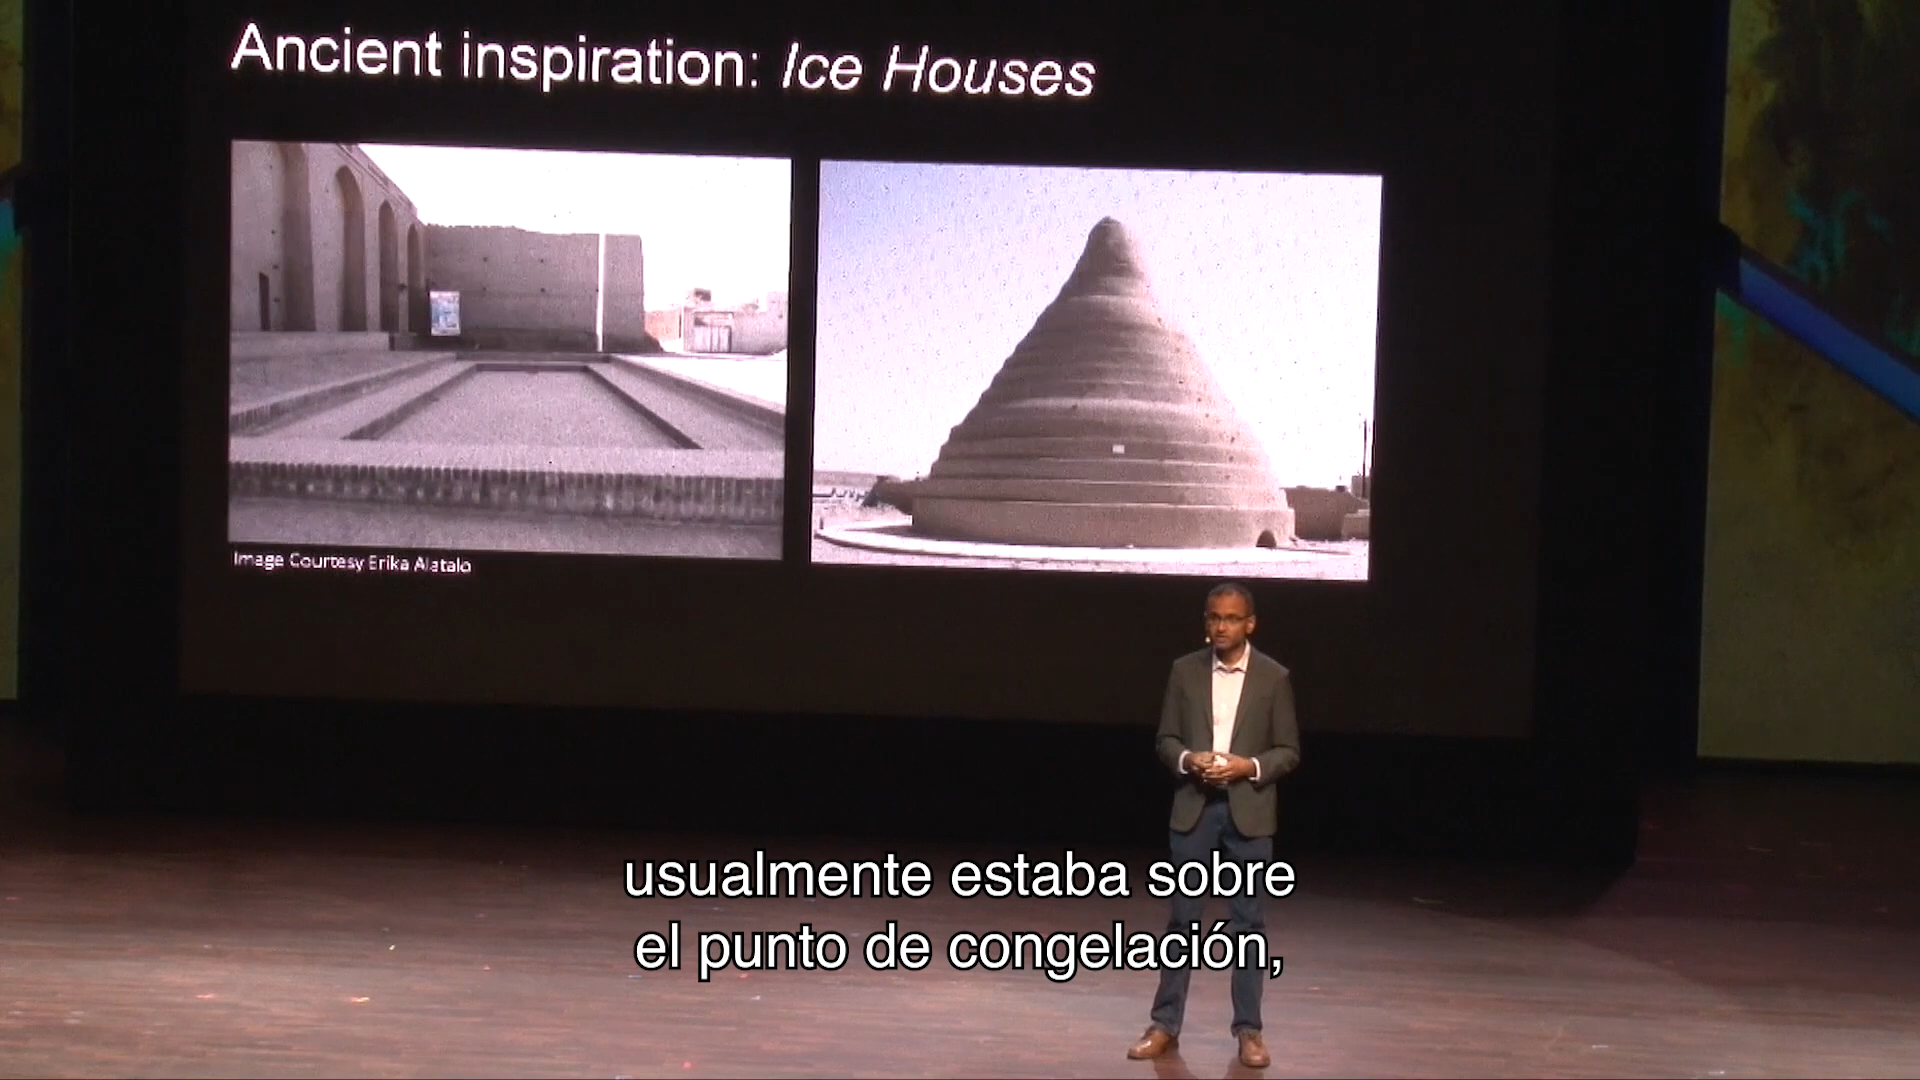 Ancient inspiration: Ice Houses
Image Courtesy Erika Alatalo
usualmente estaba sobre
el punto de congelación,